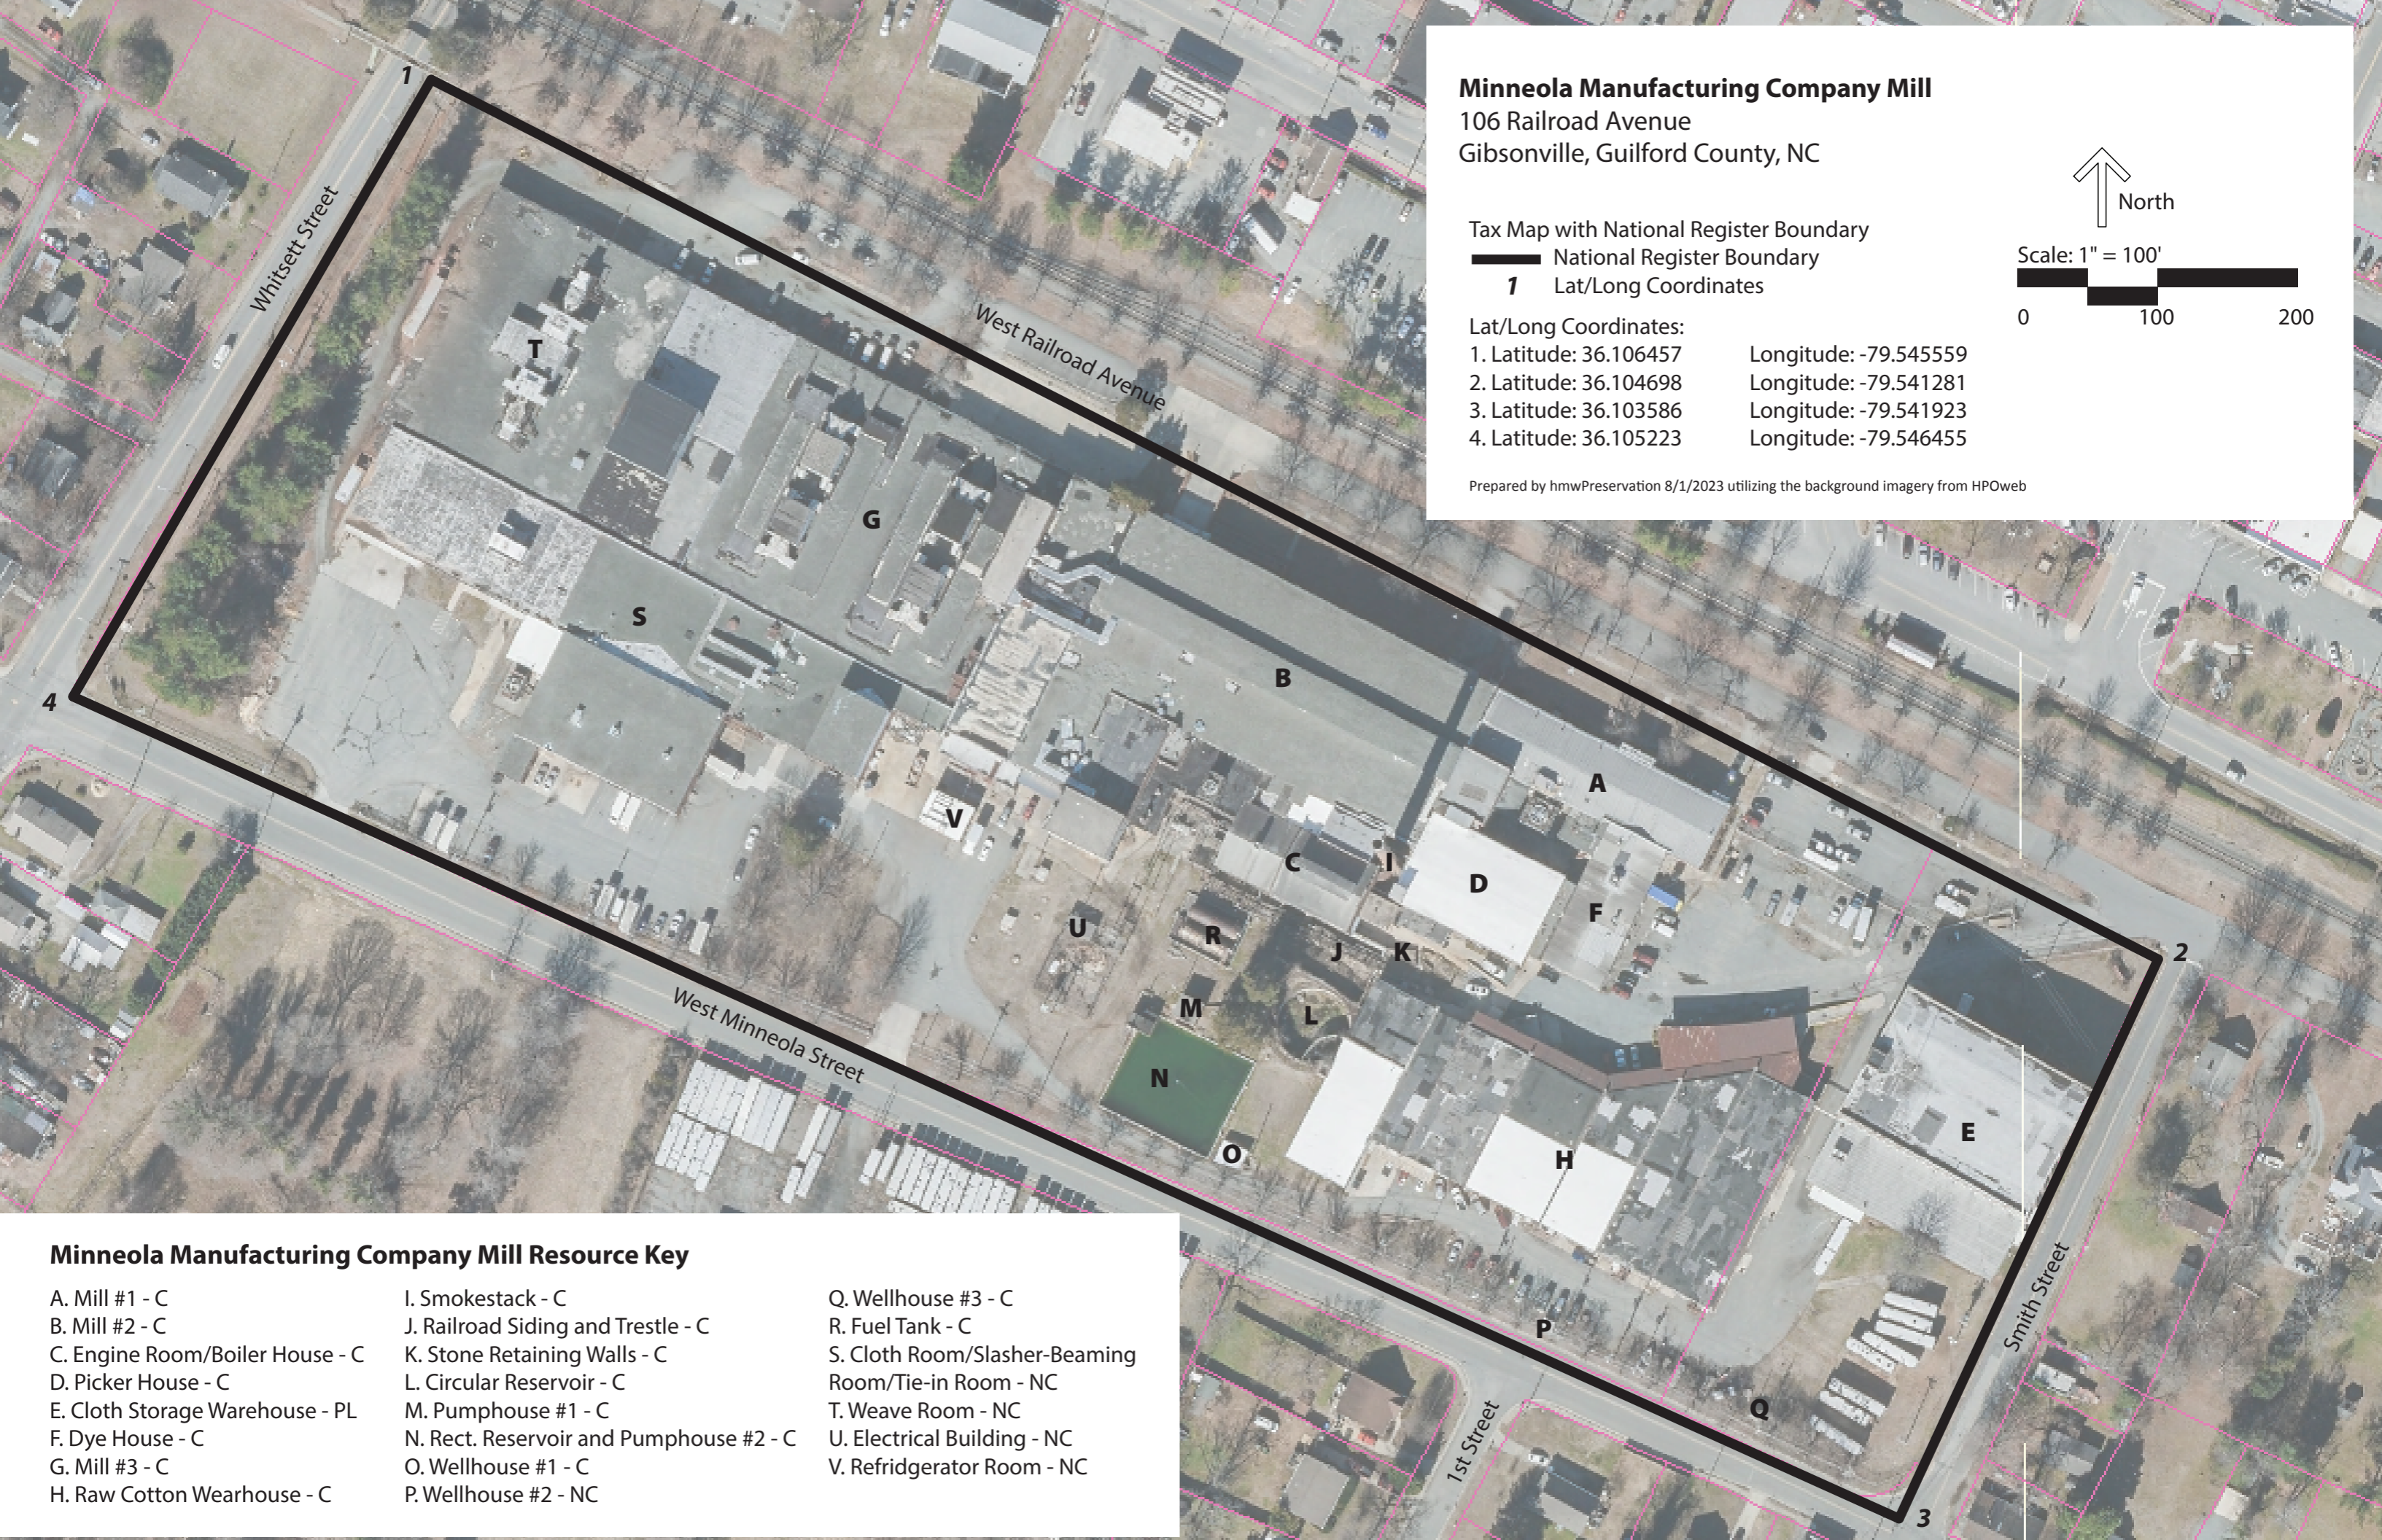 Minneola Manufacturing Company Mill
106 Railroad Avenue
Gibsonville, Guilford County, NC
North
Tax Map with National Register Boundary
National Register Boundary
1 Lat/Long Coordinates
Scale: 1" = 100'
0 100 200
Lat/Long Coordinates:
1. Latitude: 36.106457 Longitude: -79.545559
2. Latitude: 36.104698 Longitude: -79.541281
3. Latitude: 36.103586 Longitude: -79.541923
4. Latitude: 36.105223 Longitude: -79.546455
Prepared by hmwPreservation 8/1/2023 utilizing the background imagery from HPOweb
1
Whitsett Street
West Railroad Avenue
T
G
S
B
4
A
V
C
I
D
F
U
R
J
K
2
M
L
West Minneola Street
N
E
O
H
Smith Street
P
Q
1st Street
3
Minneola Manufacturing Company Mill Resource Key
A. Mill #1 - C
B. Mill #2 - C
C. Engine Room/Boiler House - C
D. Picker House - C
E. Cloth Storage Warehouse - PL
F. Dye House - C
G. Mill #3 - C
H. Raw Cotton Wearhouse - C
I. Smokestack - C
J. Railroad Siding and Trestle - C
K. Stone Retaining Walls - C
L. Circular Reservoir - C
M. Pumphouse #1 - C
N. Rect. Reservoir and Pumphouse #2 - C
O. Wellhouse #1 - C
P. Wellhouse #2 - NC
Q. Wellhouse #3 - C
R. Fuel Tank - C
S. Cloth Room/Slasher-Beaming
Room/Tie-in Room - NC
T. Weave Room - NC
U. Electrical Building - NC
V. Refridgerator Room - NC